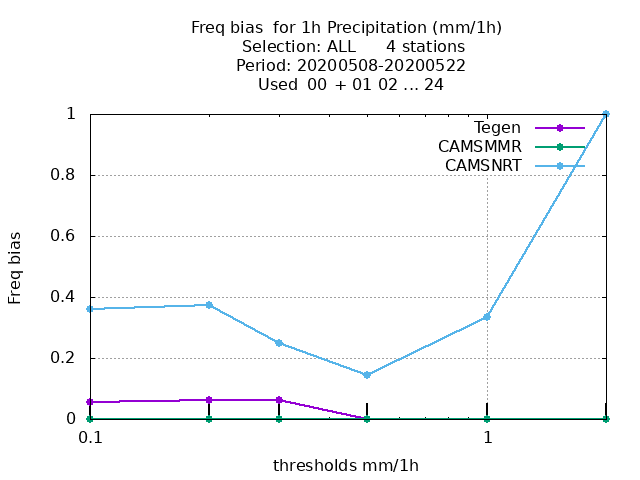 Freq bias  for 1h Precipitation (mm/1h)
Selection: ALL      4 stations
Period: 20200508-20200522
Used  00  + 01 02 ... 24
Tegen
CAMSMMR
CAMSNRT
1
0.8
0.6
0.4
0.2
0
Freq bias
0.1
1
thresholds mm/1h